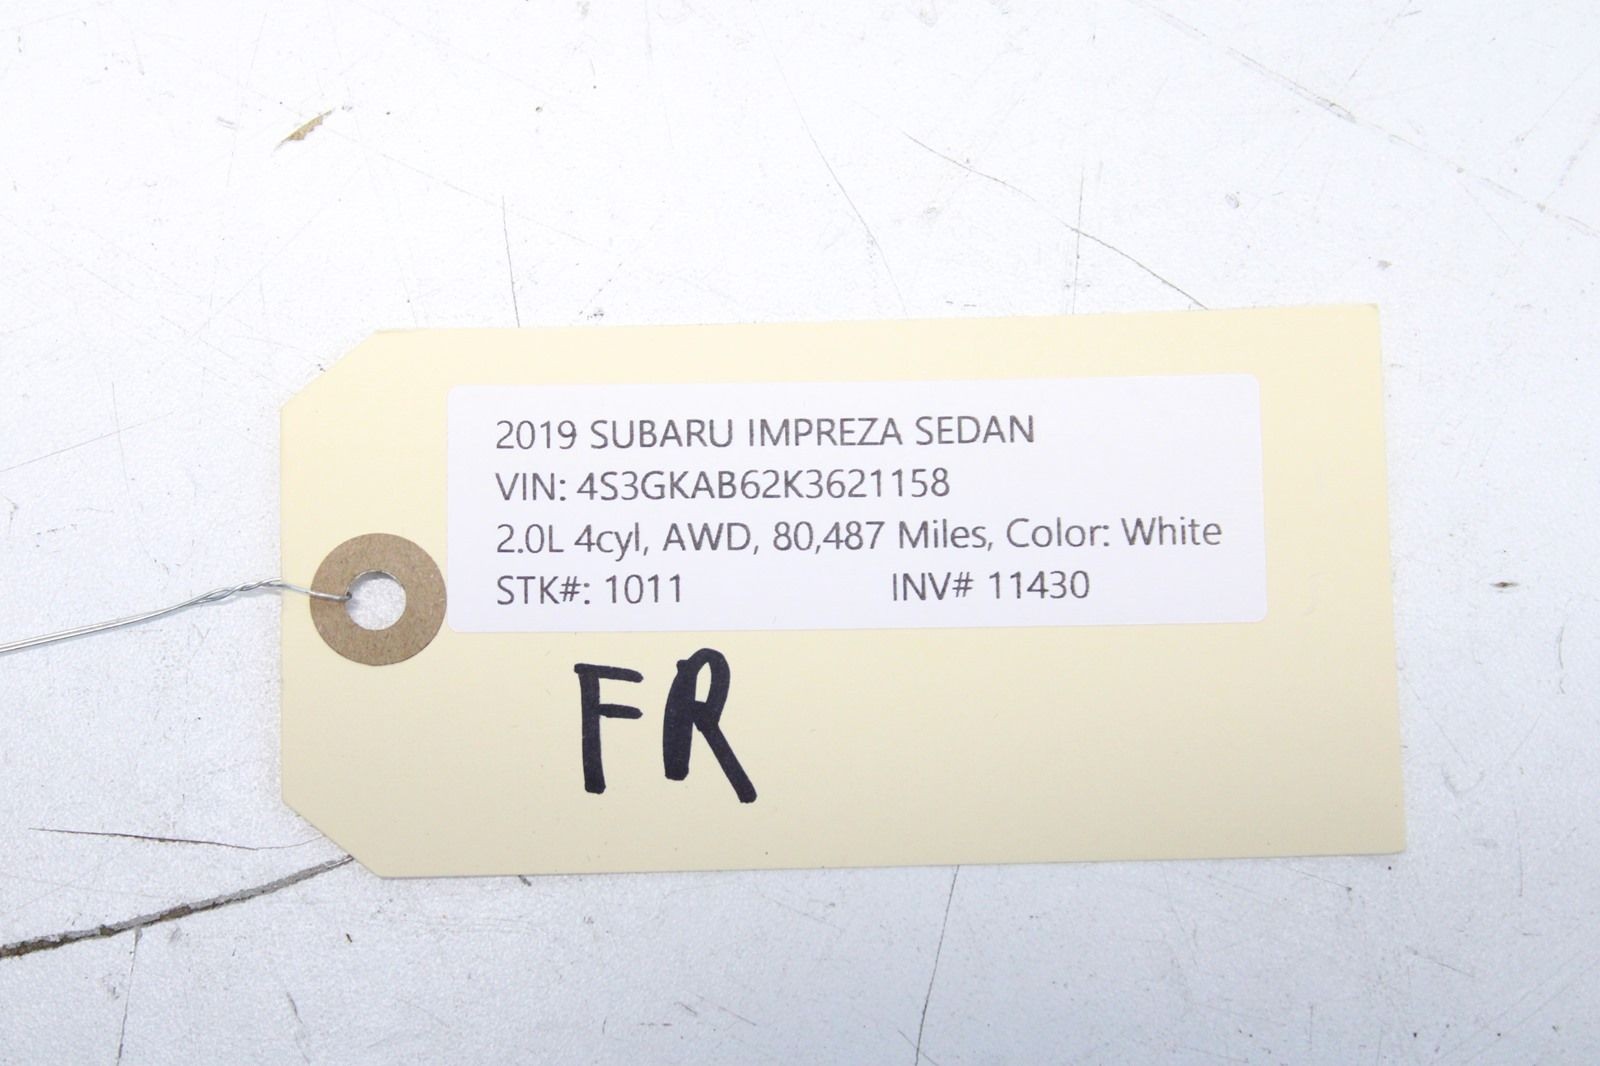 2019 SUBARU IMPREZA SEDAN
VIN: 4S3GKAB62K3621158
2.0L 4cyl, AWD, 80,487 Miles, Color: White
STK#: 1011 INV# 11430
FR